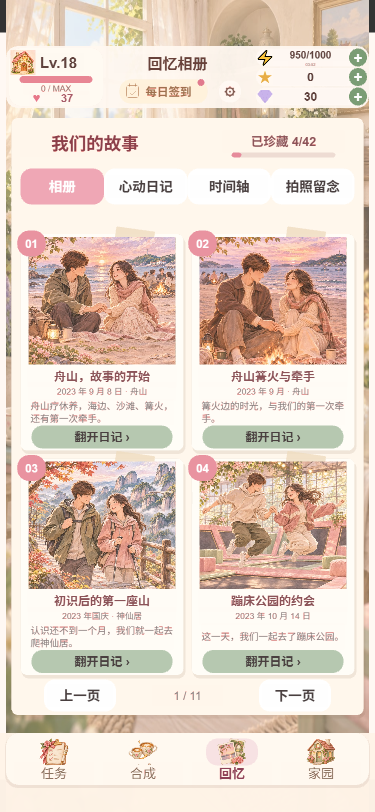 Lv.18
0 / MAX
37
回忆相册
每日签到
950/1000
0
30
我们的故事
已珍藏 4/42
相册
心动日记
时间轴
拍照留念
01
舟山，故事的开始
2023 年 9 月 8 日 · 舟山
舟山疗休养，海边、沙滩、篝火，
还有第一次牵手。
翻开日记 ›
02
舟山篝火与牵手
2023 年 9 月 · 舟山
篝火边的时光，与我们的第一次牵
手。
翻开日记 ›
03
初识后的第一座山
2023 年国庆 · 神仙居
认识还不到一个月，我们就一起去
爬神仙居。
翻开日记 ›
04
蹦床公园的约会
2023 年 10 月 14 日
这一天，我们一起去了蹦床公园。
翻开日记 ›
上一页
1 / 11
下一页
任务
合成
回忆
家园